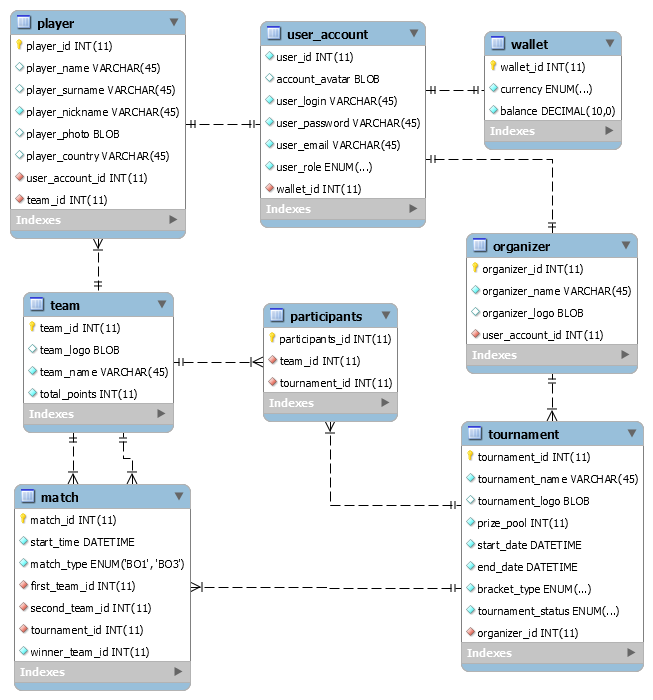 player
player_id INT(11)
player_name VARCHAR(45)
player_surname VARCHAR(45)
player_nickname VARCHAR(45)
player_photo BLOB
player_country VARCHAR(45)
user_account_id INT(11)
team_id INT(11)
Indexes
user_account
user_id INT(11)
account_avatar BLOB
user_login VARCHAR(45)
user_password VARCHAR(45)
user_email VARCHAR(45)
user_role ENUM(...)
wallet_id INT(11)
Indexes
wallet
wallet_id INT(11)
currency ENUM(...)
balance DECIMAL(10,0)
Indexes
organizer
organizer_id INT(11)
organizer_name VARCHAR(45)
organizer_logo BLOB
user_account_id INT(11)
Indexes
team
team_id INT(11)
team_logo BLOB
team_name VARCHAR(45)
total_points INT(11)
Indexes
participants
participants_id INT(11)
team_id INT(11)
tournament_id INT(11)
Indexes
tournament
tournament_id INT(11)
tournament_name VARCHAR(45)
tournament_logo BLOB
prize_pool INT(11)
start_date DATETIME
end_date DATETIME
bracket_type ENUM(...)
tournament_status ENUM(...)
organizer_id INT(11)
Indexes
match
match_id INT(11)
start_time DATETIME
match_type ENUM('BO1','BO3')
first_team_id INT(11)
second_team_id INT(11)
tournament_id INT(11)
winner_team_id INT(11)
Indexes